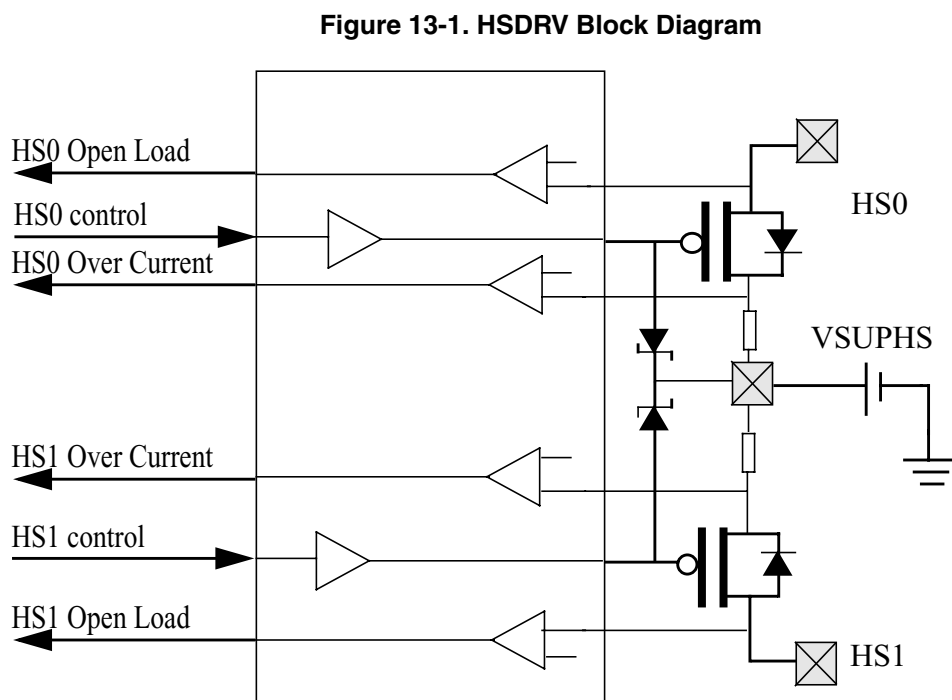 Figure 13-1. HSDRV Block Diagram
HS0 Open Load
HS0 control
HS0
HS0 Over Current
VSUPHS
HS1 Over Current
HS1 control
HS1 Open Load
HS1